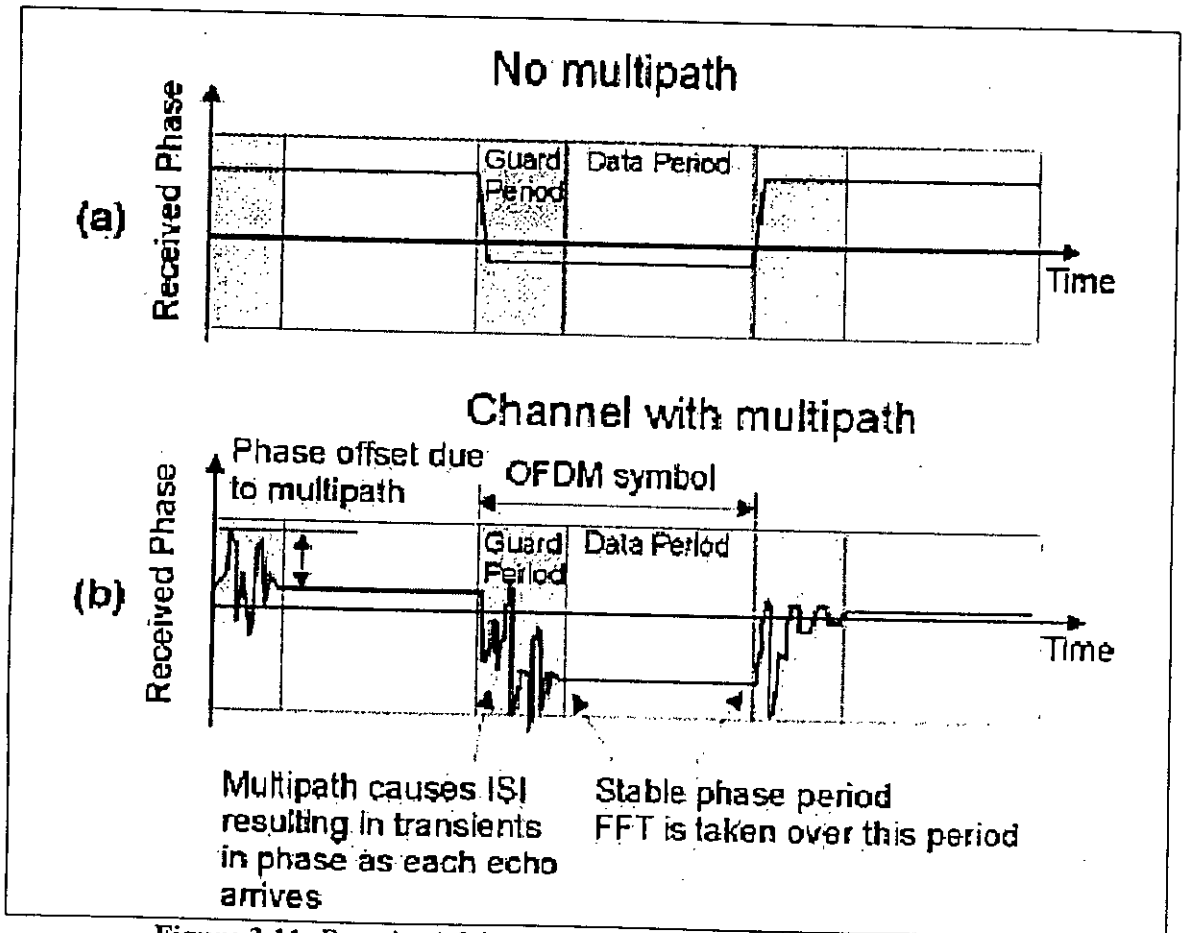 No multipath
Received Phase
(a)
Guard Period
Data Period
Time
Channel with multipath
Phase offset due
to multipath
OFDM symbol
Received Phase
(b)
Guard Period
Data Period
Time
Multipath causes ISI
resulting in transients
in phase as each echo
arrives
Stable phase period
FFT is taken over this period